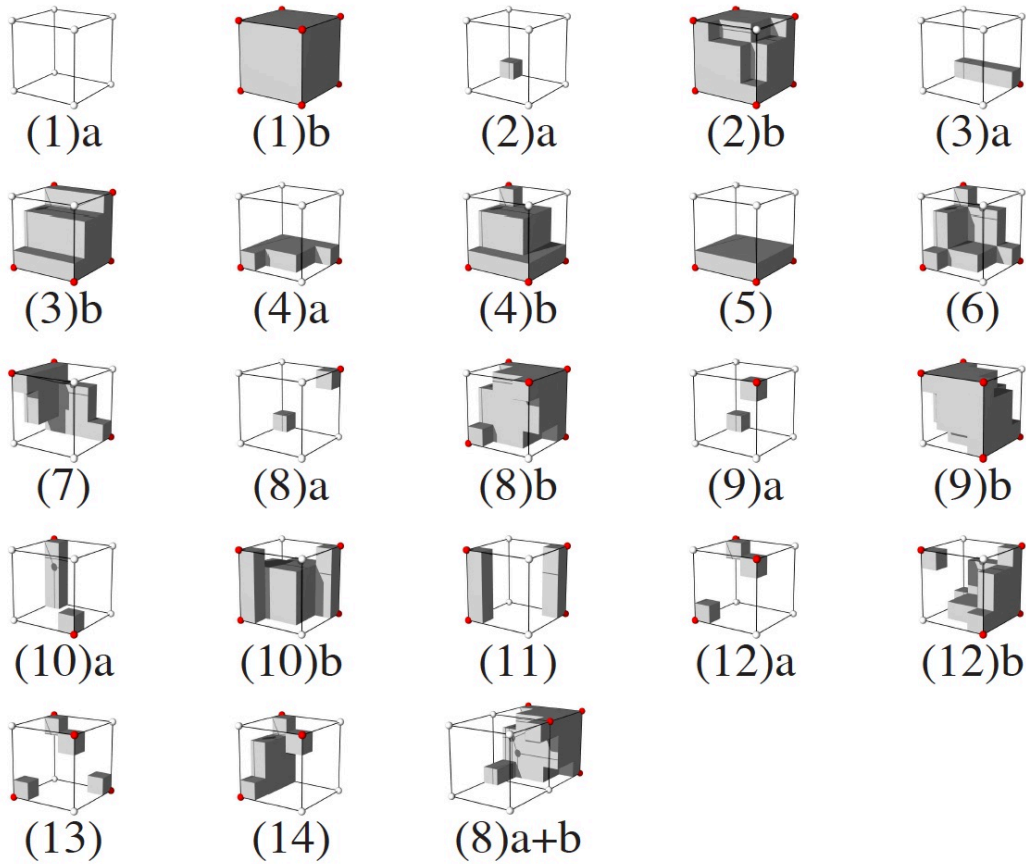 (1)a (1)b (2)a (2)b (3)a
(3)b (4)a (4)b (5) (6)
(7) (8)a (8)b (9)a (9)b
(10)a (10)b (11) (12)a (12)b
(13) (14) (8)a+b